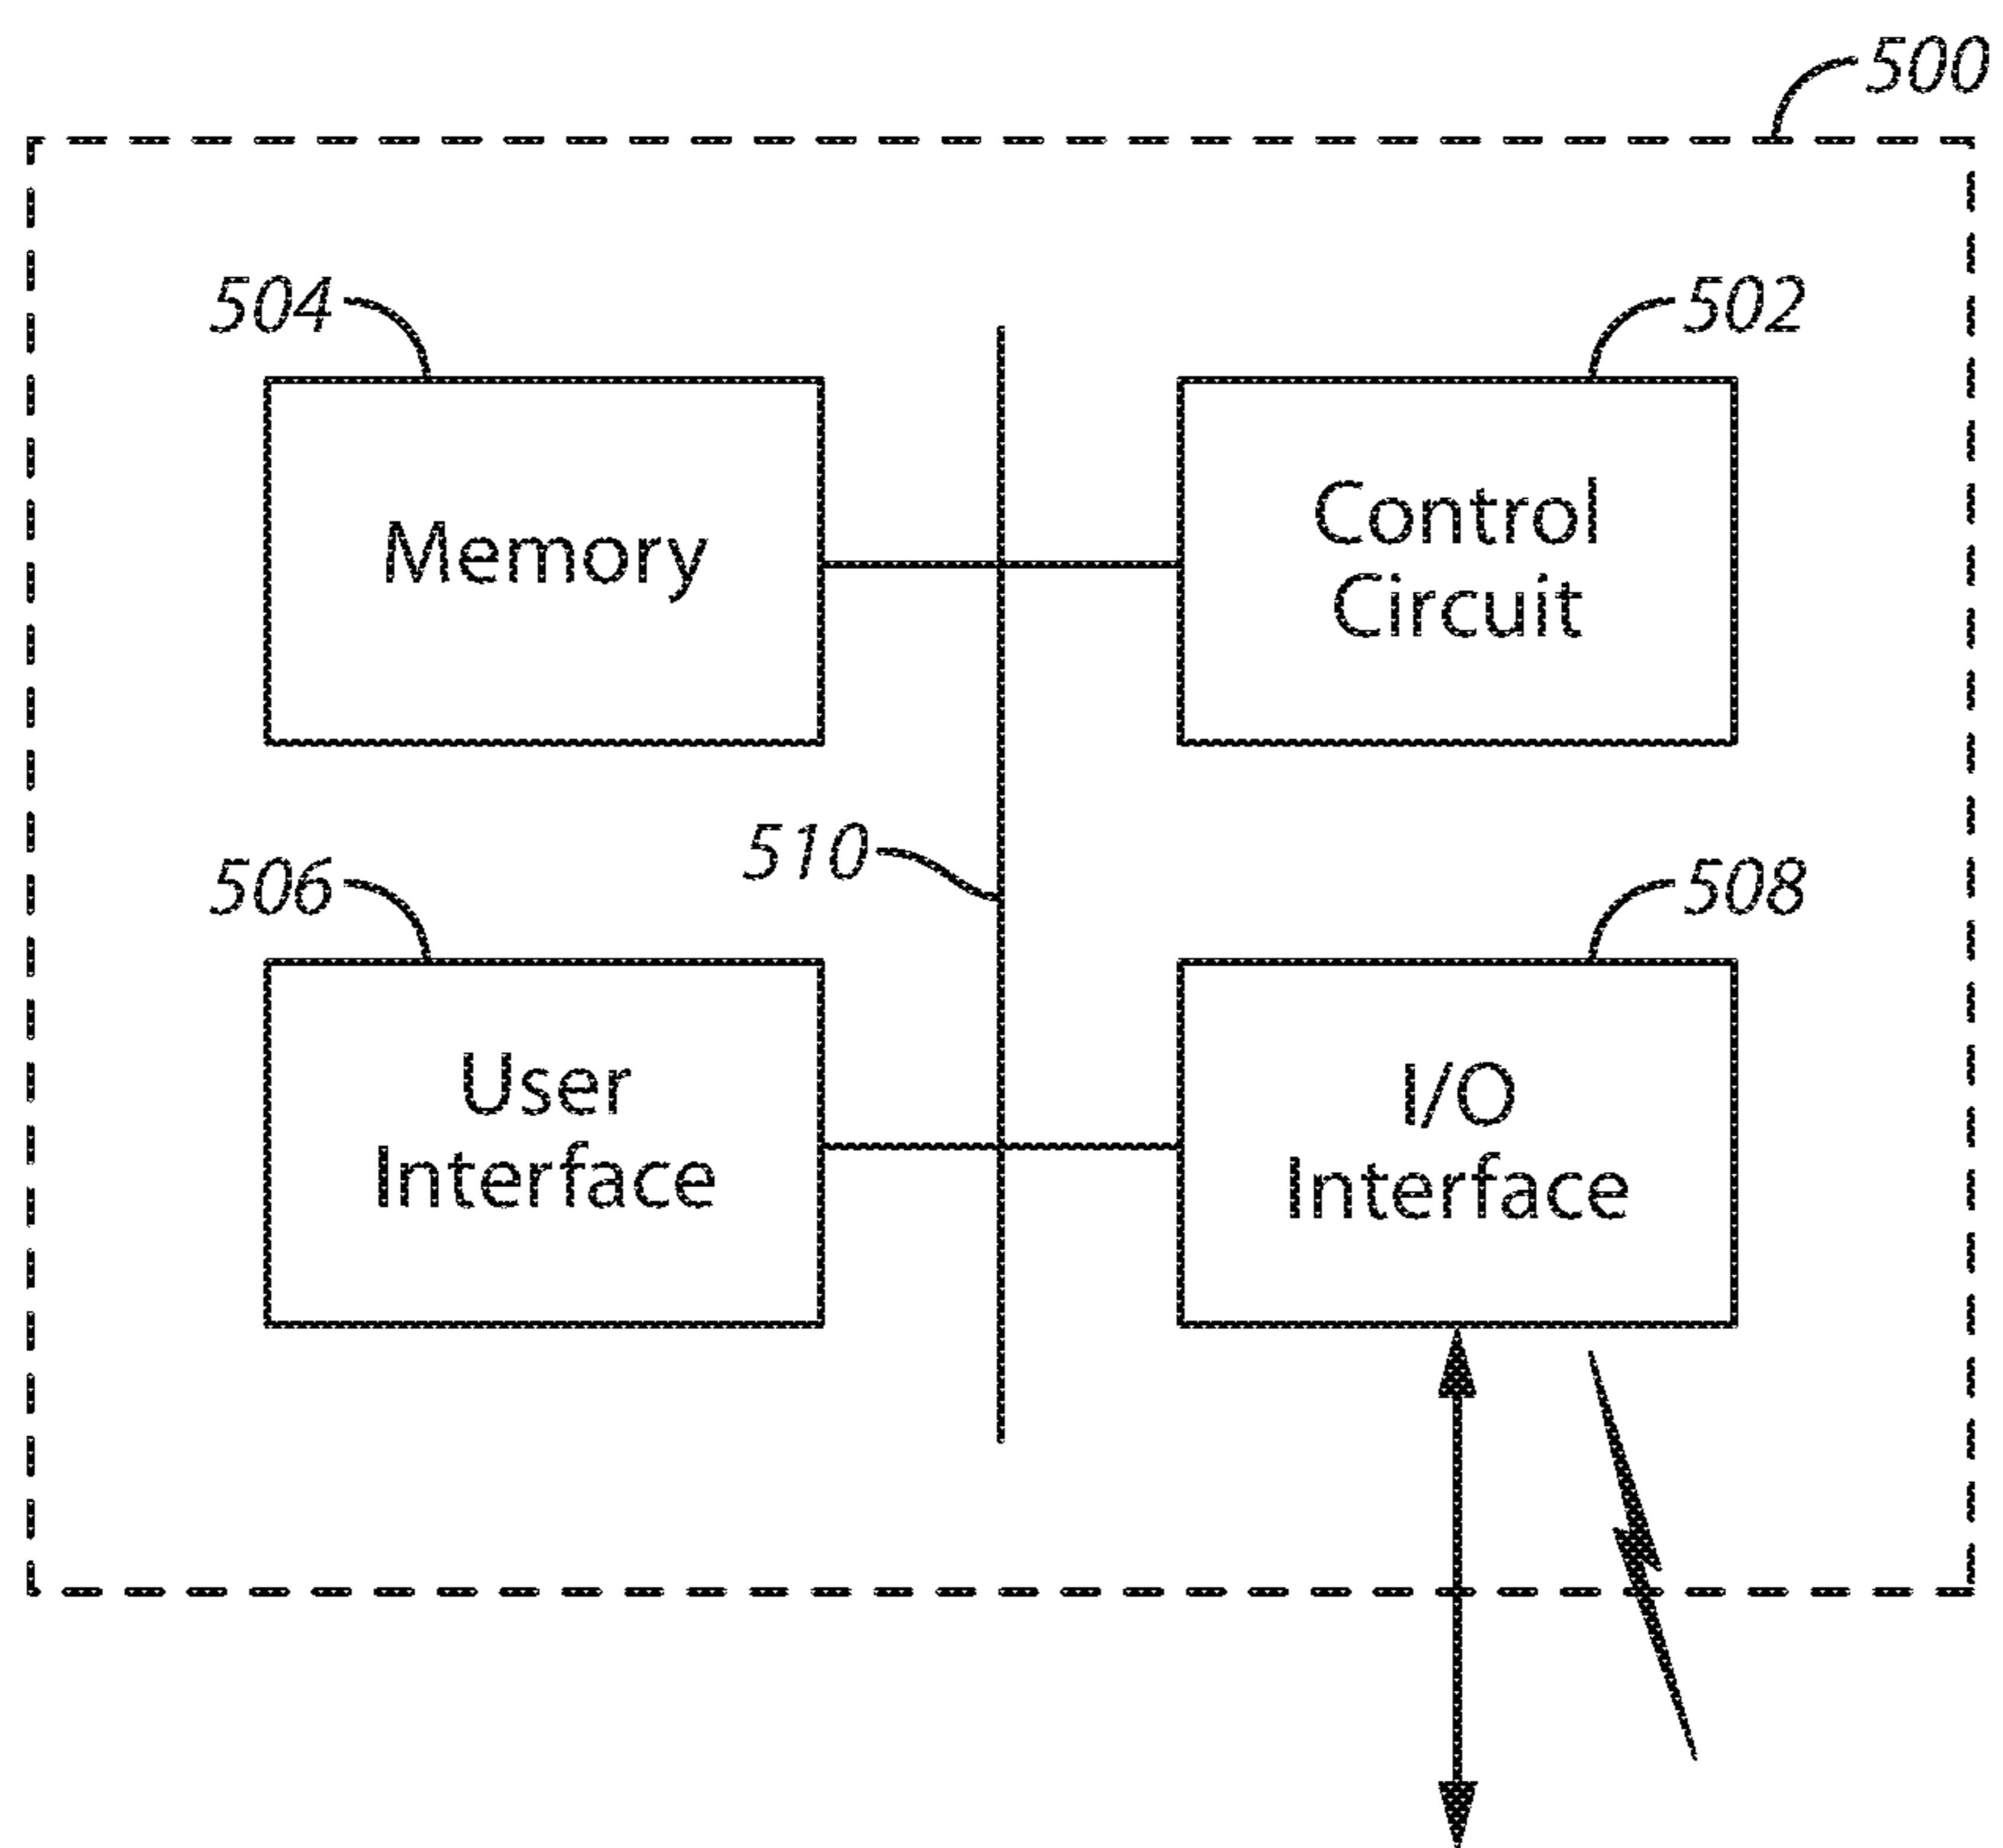 500
504
502
Memory
Control
Circuit
510
506
508
User
Interface
I/O
Interface